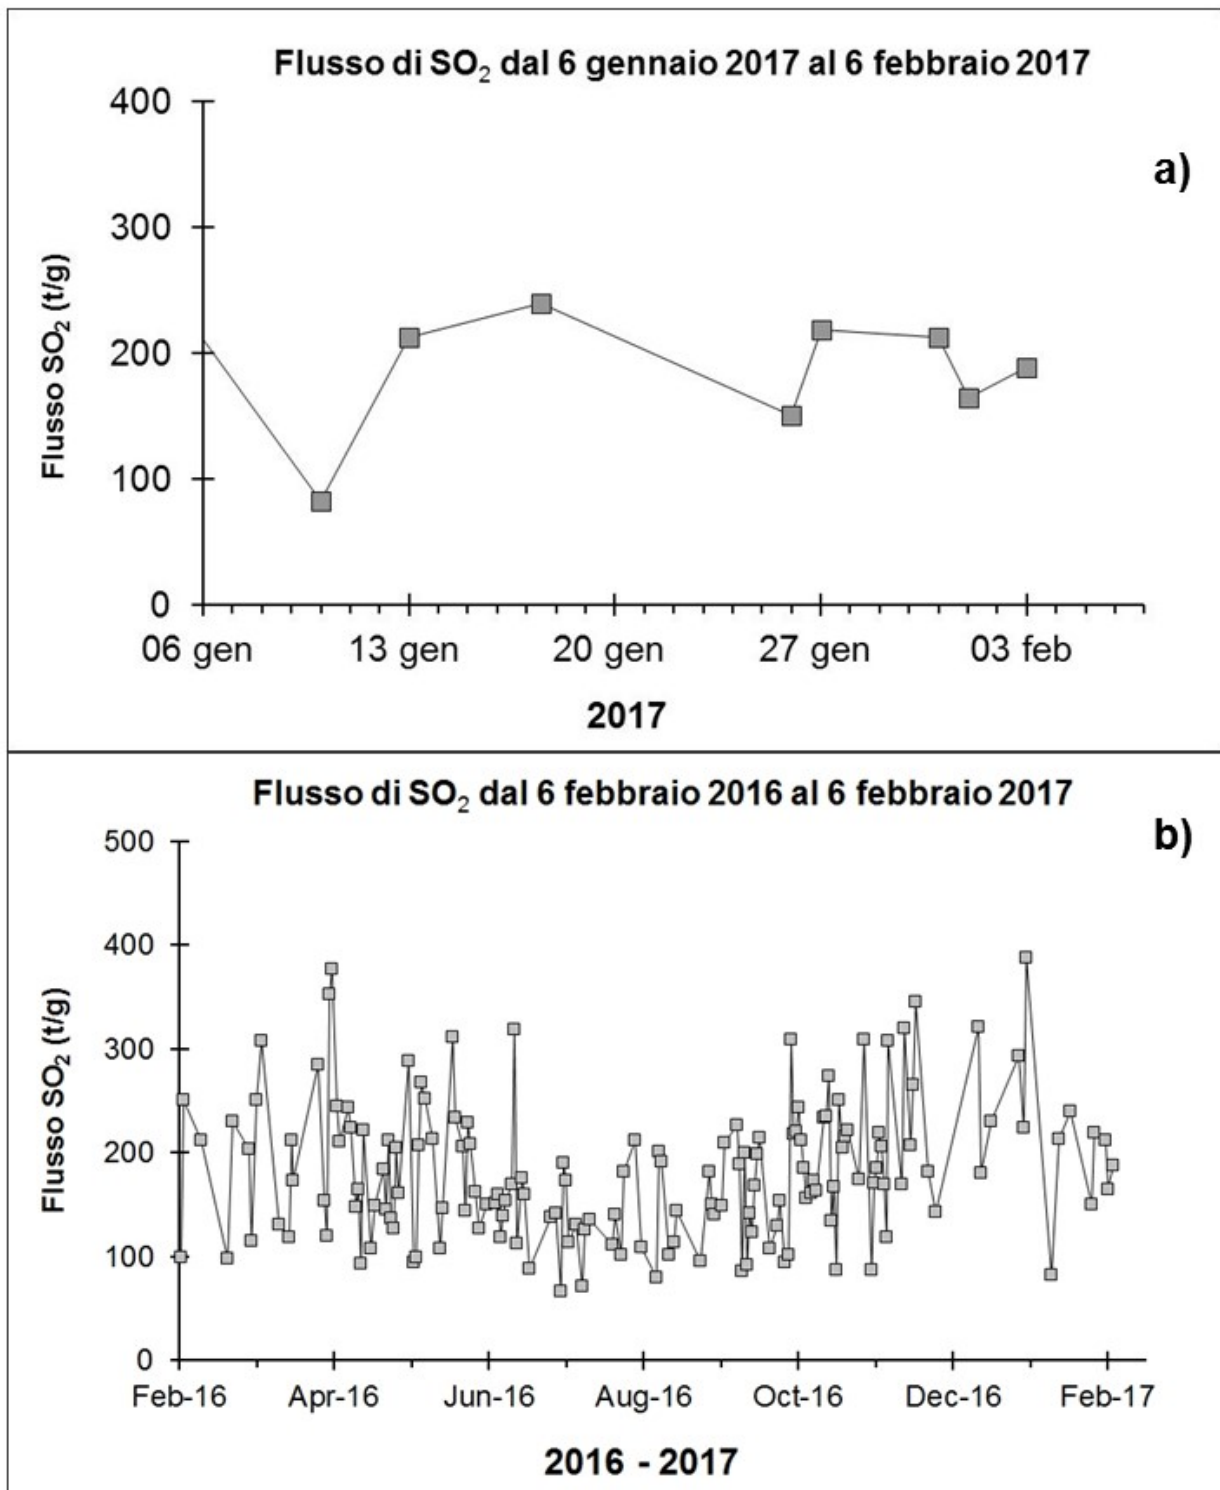 Flusso di SO₂ dal 6 gennaio 2017 al 6 febbraio 2017
a)
Flusso SO₂ (t/g)
400
300
200
100
0
06 gen 13 gen 20 gen 27 gen 03 feb
2017
Flusso di SO₂ dal 6 febbraio 2016 al 6 febbraio 2017
b)
Flusso SO₂ (t/g)
500
400
300
200
100
0
Feb-16 Apr-16 Jun-16 Aug-16 Oct-16 Dec-16 Feb-17
2016 - 2017